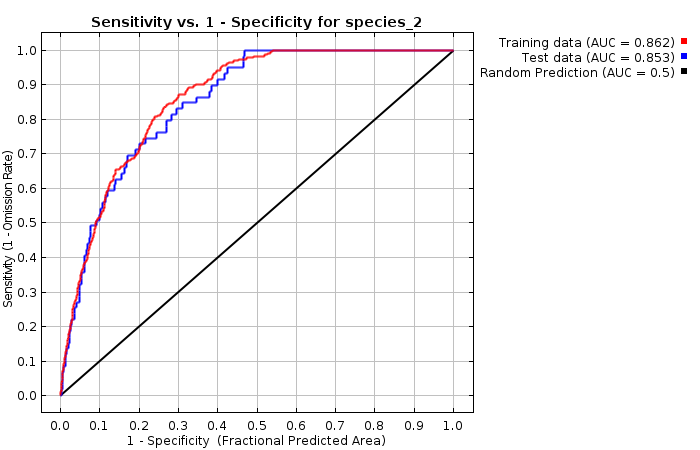 Sensitivity vs. 1 - Specificity for species_2
Training data (AUC = 0.862)
Test data (AUC = 0.853)
Random Prediction (AUC = 0.5)
Sensitivity (1 - Omission Rate)
1.0
0.9
0.8
0.7
0.6
0.5
0.4
0.3
0.2
0.1
0.0
0.0 0.1 0.2 0.3 0.4 0.5 0.6 0.7 0.8 0.9 1.0
1 - Specificity (Fractional Predicted Area)